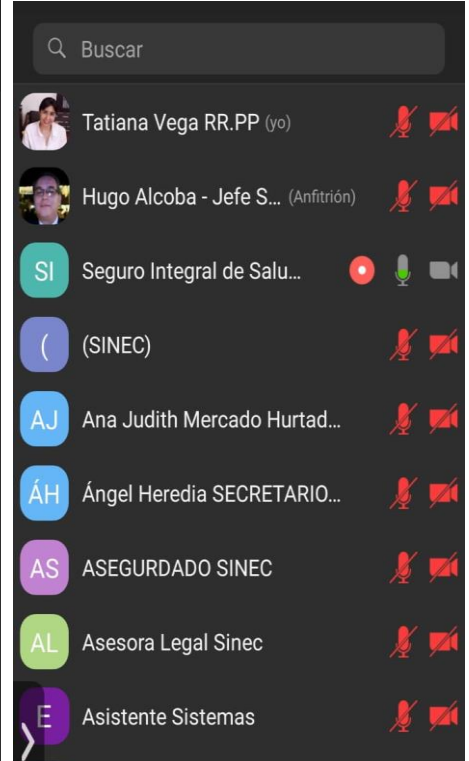 Buscar
Tatiana Vega RR.PP (yo)
Hugo Alcoba - Jefe S... (Anfitrión)
SI Seguro Integral de Salu...
( (SINEC)
AJ Ana Judith Mercado Hurtad...
ÁH Ángel Heredia SECRETARIO...
AS ASEGURDADO SINEC
AL Asesora Legal Sinec
E Asistente Sistemas